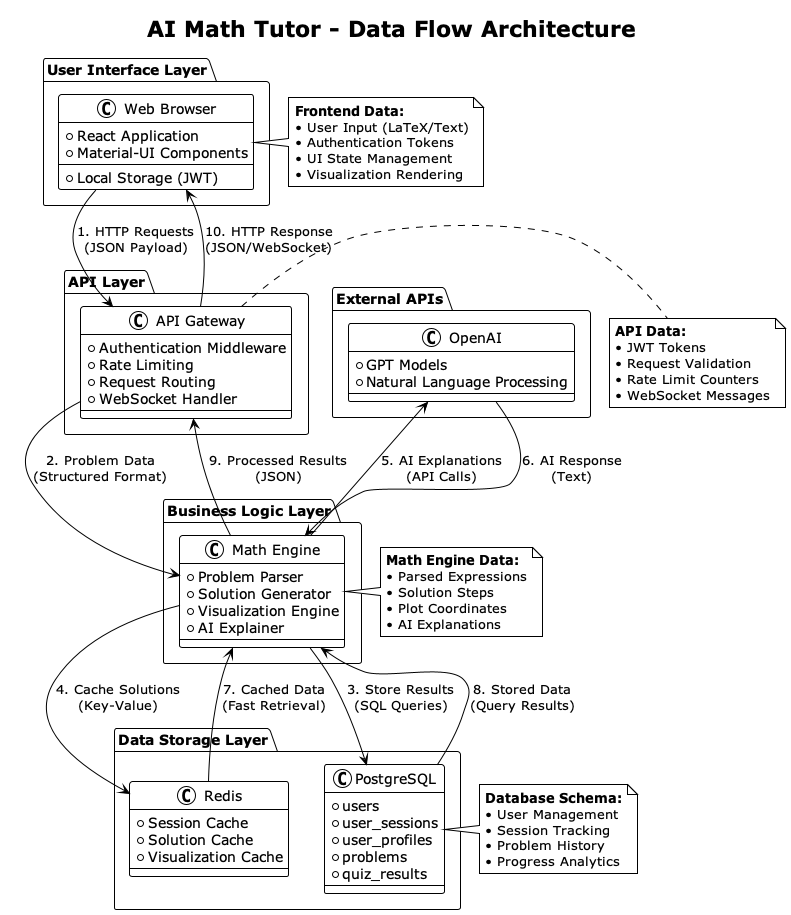 AI Math Tutor - Data Flow Architecture
User Interface Layer
C Web Browser
React Application
Material-UI Components
Local Storage (JWT)
Frontend Data:
• User Input (LaTeX/Text)
• Authentication Tokens
• UI State Management
• Visualization Rendering
1. HTTP Requests
(JSON Payload)
10. HTTP Response
(JSON/WebSocket)
API Layer
C API Gateway
Authentication Middleware
Rate Limiting
Request Routing
WebSocket Handler
External APIs
C OpenAI
GPT Models
Natural Language Processing
API Data:
• JWT Tokens
• Request Validation
• Rate Limit Counters
• WebSocket Messages
2. Problem Data
(Structured Format)
9. Processed Results
(JSON)
5. AI Explanations
(API Calls)
6. AI Response
(Text)
Business Logic Layer
C Math Engine
Problem Parser
Solution Generator
Visualization Engine
AI Explainer
Math Engine Data:
• Parsed Expressions
• Solution Steps
• Plot Coordinates
• AI Explanations
4. Cache Solutions
(Key-Value)
7. Cached Data
(Fast Retrieval)
3. Store Results
(SQL Queries)
8. Stored Data
(Query Results)
Data Storage Layer
C Redis
Session Cache
Solution Cache
Visualization Cache
C PostgreSQL
users
user_sessions
user_profiles
problems
quiz_results
Database Schema:
• User Management
• Session Tracking
• Problem History
• Progress Analytics